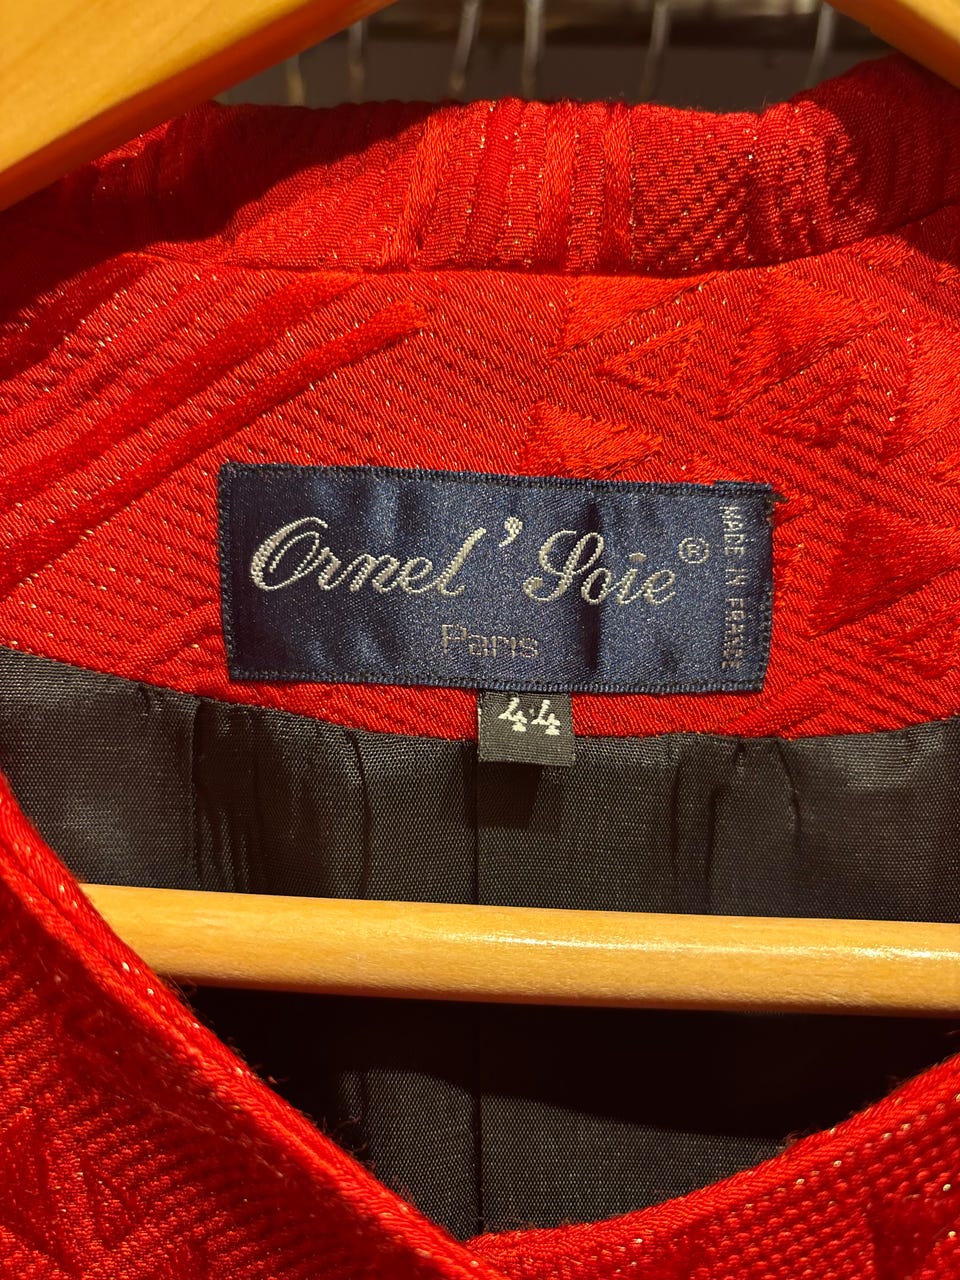 Ornel' Soie®
Paris
MADE IN FRANCE
44